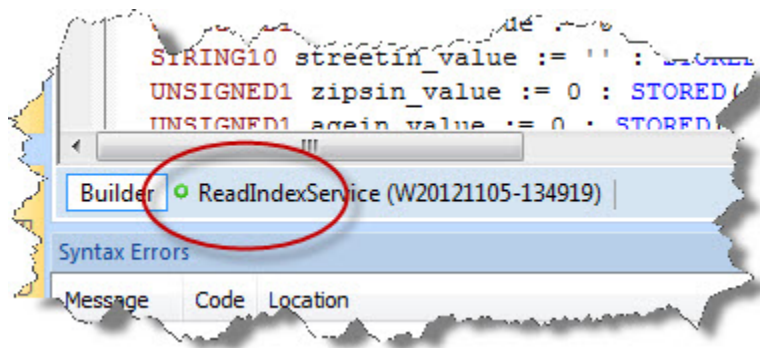 STRING10 streetin_value := '' : STORED
UNSIGNED1 zipsin_value := 0 : STORED(
UNSIGNED1 agein_value := 0 : STORED(
Builder ReadIndexService (W20121105-134919)
Syntax Errors
Message Code Location